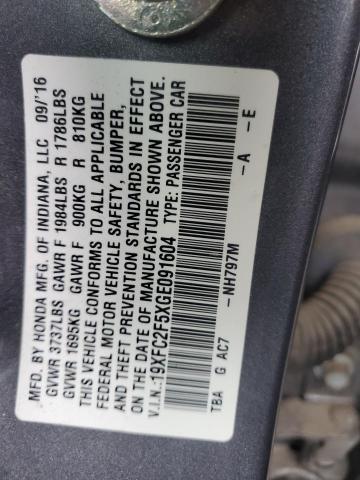 MFD. BY HONDA MFG. OF INDIANA, LLC 09/'16
GVWR 3737LBS GAWR F 1984LBS R 1786LBS
GVWR 1695KG GAWR F 900KG R 810KG
THIS VEHICLE CONFORMS TO ALL APPLICABLE
FEDERAL MOTOR VEHICLE SAFETY, BUMPER,
AND THEFT PREVENTION STANDARDS IN EFFECT
ON THE DATE OF MANUFACTURE SHOWN ABOVE.
V.I.N.:19XFC2F5XGE091604 TYPE: PASSENGER CAR
TBA G AC7 -NH797M -A -E